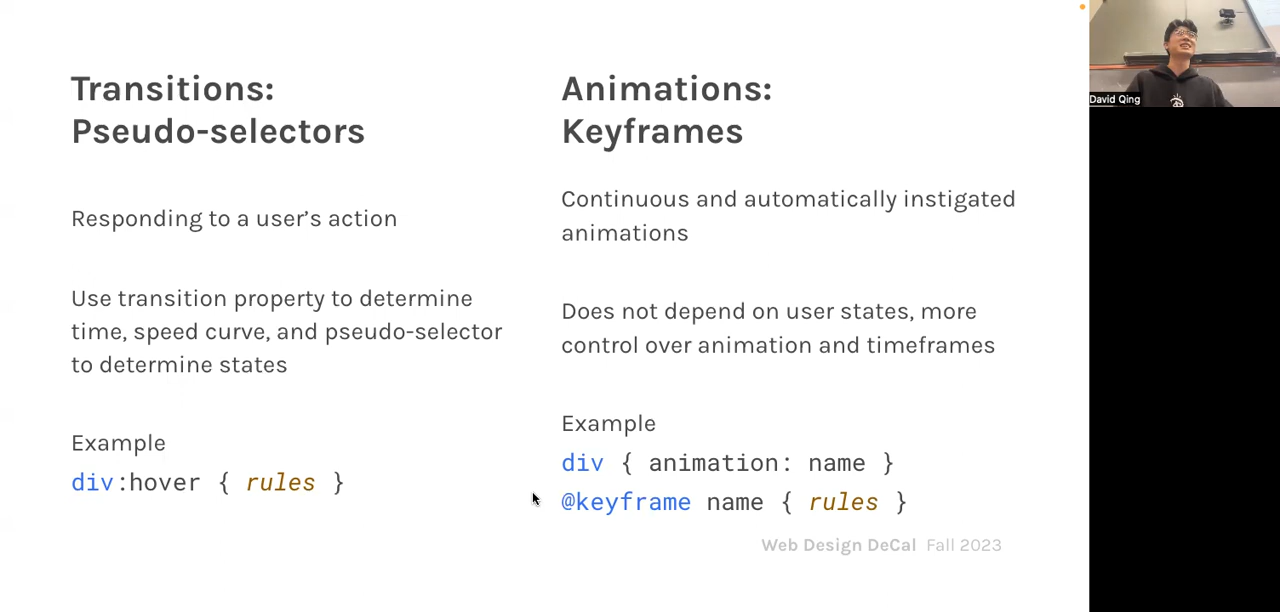 Transitions:
Pseudo-selectors
Responding to a user’s action
Use transition property to determine
time, speed curve, and pseudo-selector
to determine states
Example
div:hover { rules }
Animations:
Keyframes
Continuous and automatically instigated
animations
Does not depend on user states, more
control over animation and timeframes
Example
div { animation: name }
@keyframe name { rules }
Web Design DeCal Fall 2023
David Qing